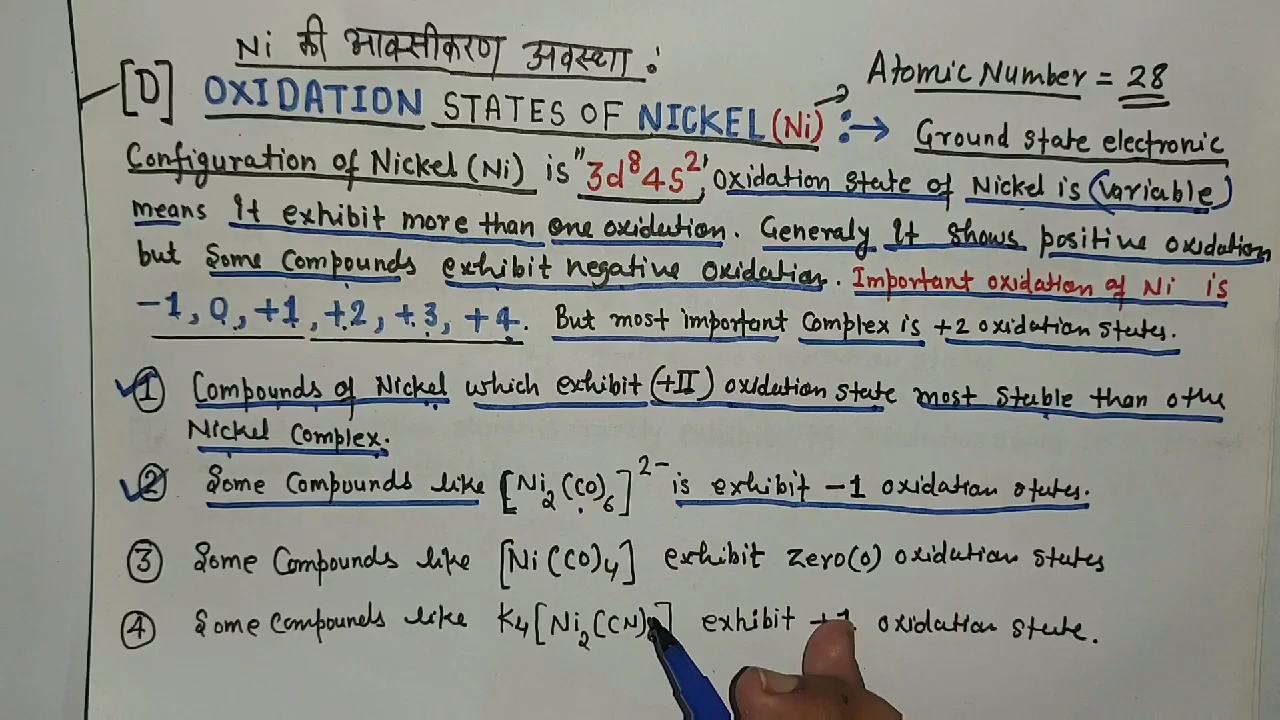 Ni की आक्सीकरण अवस्था :
Atomic Number = 28
[D] OXIDATION STATES OF NICKEL (Ni) :→ Ground state electronic
Configuration of Nickel (Ni) is "3d⁸4s²", oxidation state of Nickel is (variable)
means It exhibit more than one oxidation. Generaly It shows positive oxidation
but Some Compounds exhibit negative oxidation. Important oxidation of Ni is
-1, 0, +1, +2, +3, +4. But most important Complex is +2 oxidation states.
① Compounds of Nickel which exhibit (+II) oxidation state most stable than othe
Nickel Complex.
② Some Compounds like [Ni₂(CO)₆]²⁻ is exhibit -1 oxidation states.
③ Some Compounds like [Ni(CO)₄] exhibit zero(0) oxidation states
④ Some Compounds like K₄[Ni₂(CN) ] exhibit +1 oxidation state.